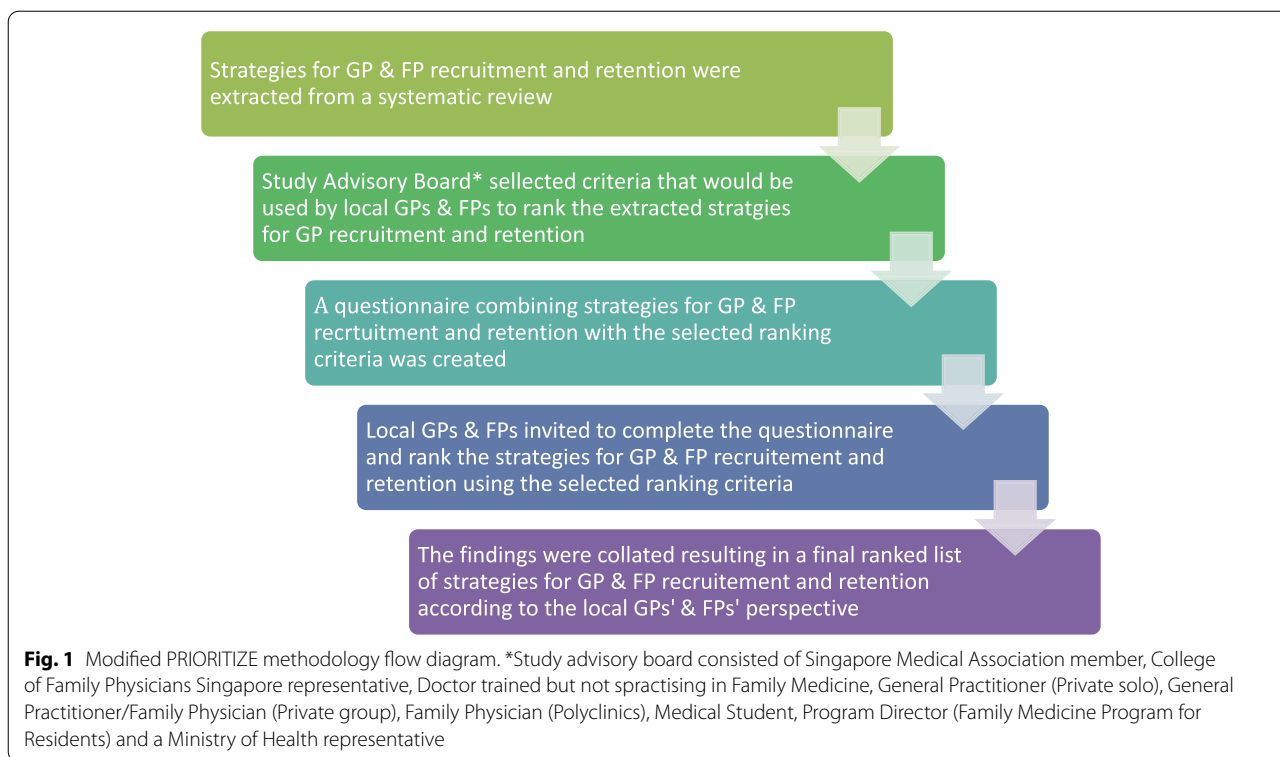 Strategies for GP & FP recruitment and retention were
extracted from a systematic review
Study Advisory Board* sellected criteria that would be
used by local GPs & FPs to rank the extracted stratgies
for GP recruitment and retention
A questionnaire combining strategies for GP & FP
recrtuitment and retention with the selected ranking
criteria was created
Local GPs & FPs invited to complete the questionnaire
and rank the strategies for GP & FP recruitement and
retention using the selected ranking criteria
The findings were collated resulting in a final ranked list
of strategies for GP & FP recruitement and retention
according to the local GPs' & FPs' perspective
Fig. 1 Modified PRIORITIZE methodology flow diagram. *Study advisory board consisted of Singapore Medical Association member, College
of Family Physicians Singapore representative, Doctor trained but not spractising in Family Medicine, General Practitioner (Private solo), General
Practitioner/Family Physician (Private group), Family Physician (Polyclinics), Medical Student, Program Director (Family Medicine Program for
Residents) and a Ministry of Health representative